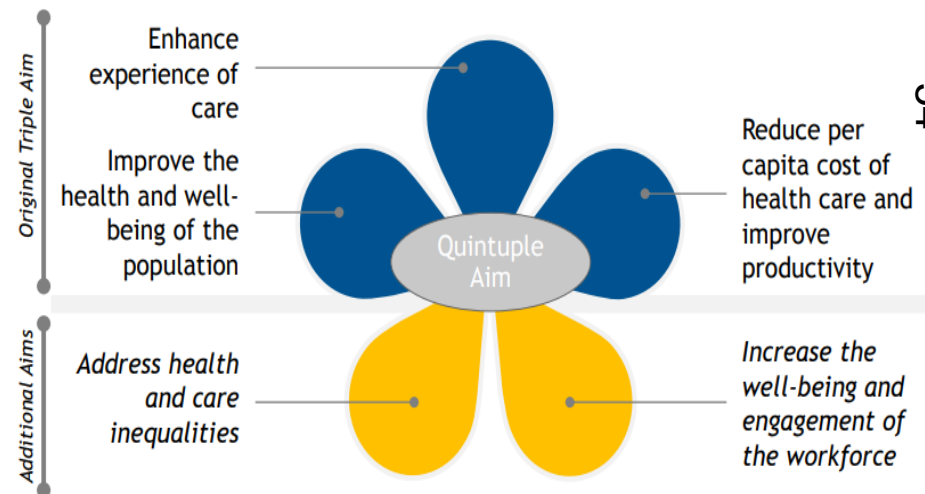 Original Triple Aim
Enhance
experience of
care
Improve the
health and well-
being of the
population
Reduce per
capita cost of
health care and
improve
productivity
Quintuple
Aim
Additional Aims
Address health
and care
inequalities
Increase the
well-being and
engagement of
the workforce